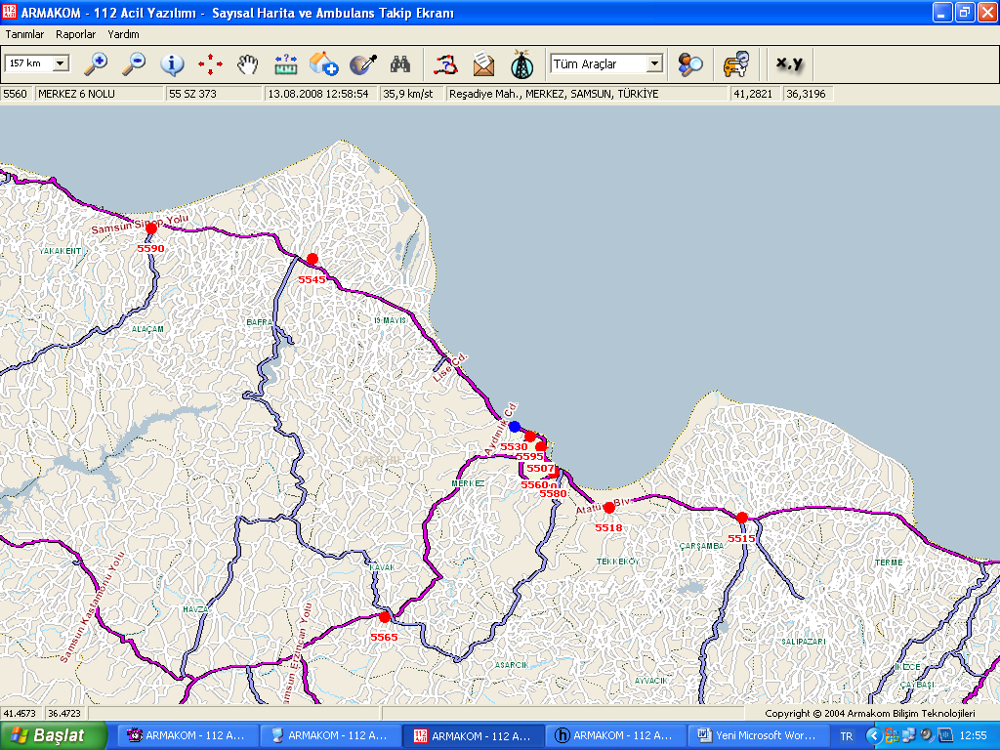 ARMAKOM - 112 Acil Yazılımı - Sayısal Harita ve Ambulans Takip Ekranı
Tanımlar Raporlar Yardım
157 km Tüm Araçlar x,y
5560 MERKEZ 6 NOLU 55 SZ 373 13.08.2008 12:58:54 35,9 km/st Reşadiye Mah., MERKEZ, SAMSUN, TÜRKİYE 41,2821 36,3196
Samsun Sinop Yolu
YAKAKENT
5590
5545
BAFRA
19 MAYIS
ALAÇAM
Lise Cd.
Aydınlık Cd.
5530
5595
SAMSUN
5507
MERKEZ
5560
5580
Atatürk Blv
5518
5515
ÇARŞAMBA
TEKKEKÖY
TERME
KAVAK
Samsun Kastamonu Yolu
HAVZA
5565
Samsun Erzincan Yolu
SALIPAZARI
ASARCIK
İKİZCE
AYVACIK
ÇAYBAŞI
41.4573 36.4723 Copyright © 2004 Armakom Bilişim Teknolojileri
Başlat ARMAKOM - 112 A... ARMAKOM - 112 A... ARMAKOM - 112 A... ARMAKOM - 112 A... Yeni Microsoft Wor... TR 12:55